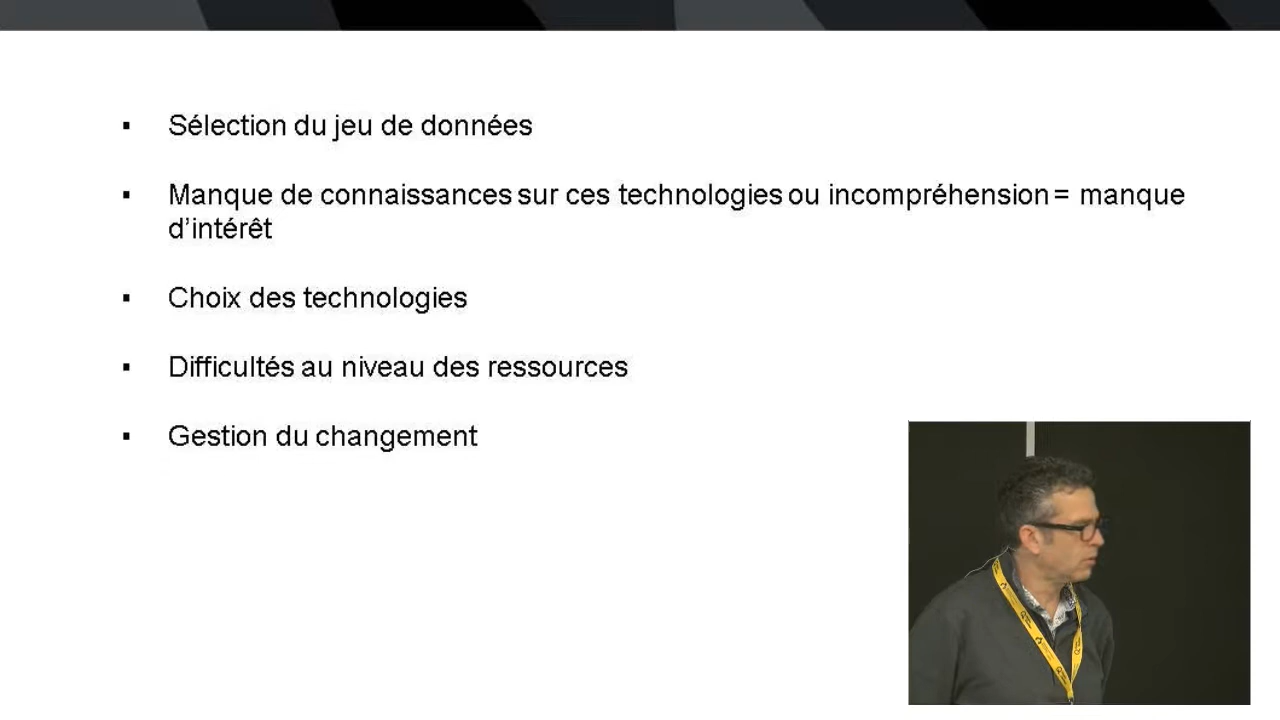 ▪ Sélection du jeu de données
▪ Manque de connaissances sur ces technologies ou incompréhension = manque
d’intérêt
▪ Choix des technologies
▪ Difficultés au niveau des ressources
▪ Gestion du changement